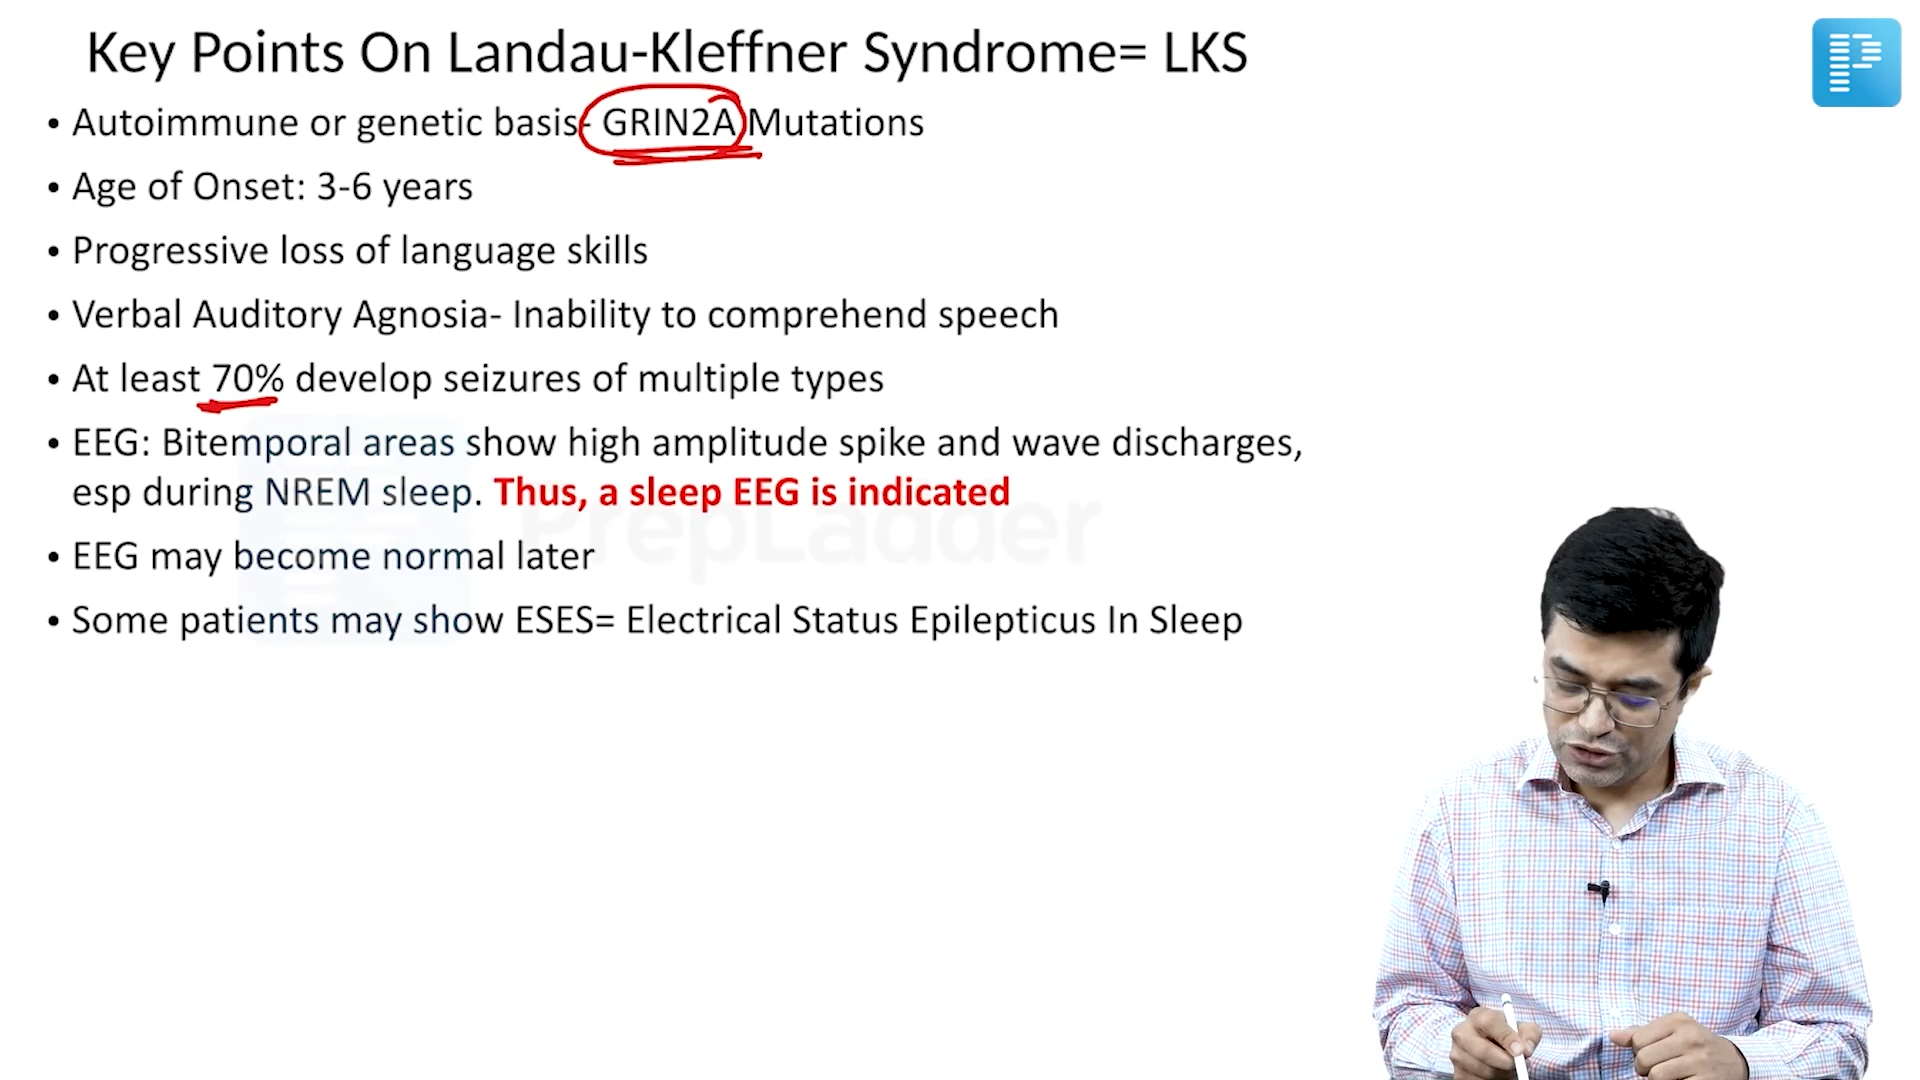 Key Points On Landau-Kleffner Syndrome= LKS
• Autoimmune or genetic basis- GRIN2A Mutations
• Age of Onset: 3-6 years
• Progressive loss of language skills
• Verbal Auditory Agnosia- Inability to comprehend speech
• At least 70% develop seizures of multiple types
• EEG: Bitemporal areas show high amplitude spike and wave discharges,
esp during NREM sleep. Thus, a sleep EEG is indicated
PrepLadder
• EEG may become normal later
• Some patients may show ESES= Electrical Status Epilepticus In Sleep